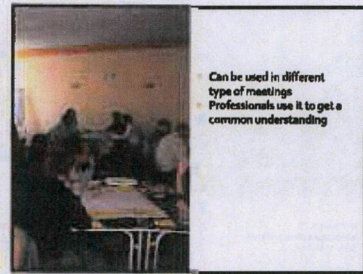 Can be used in different
type of meetings
Professionals use it to get a
common understanding